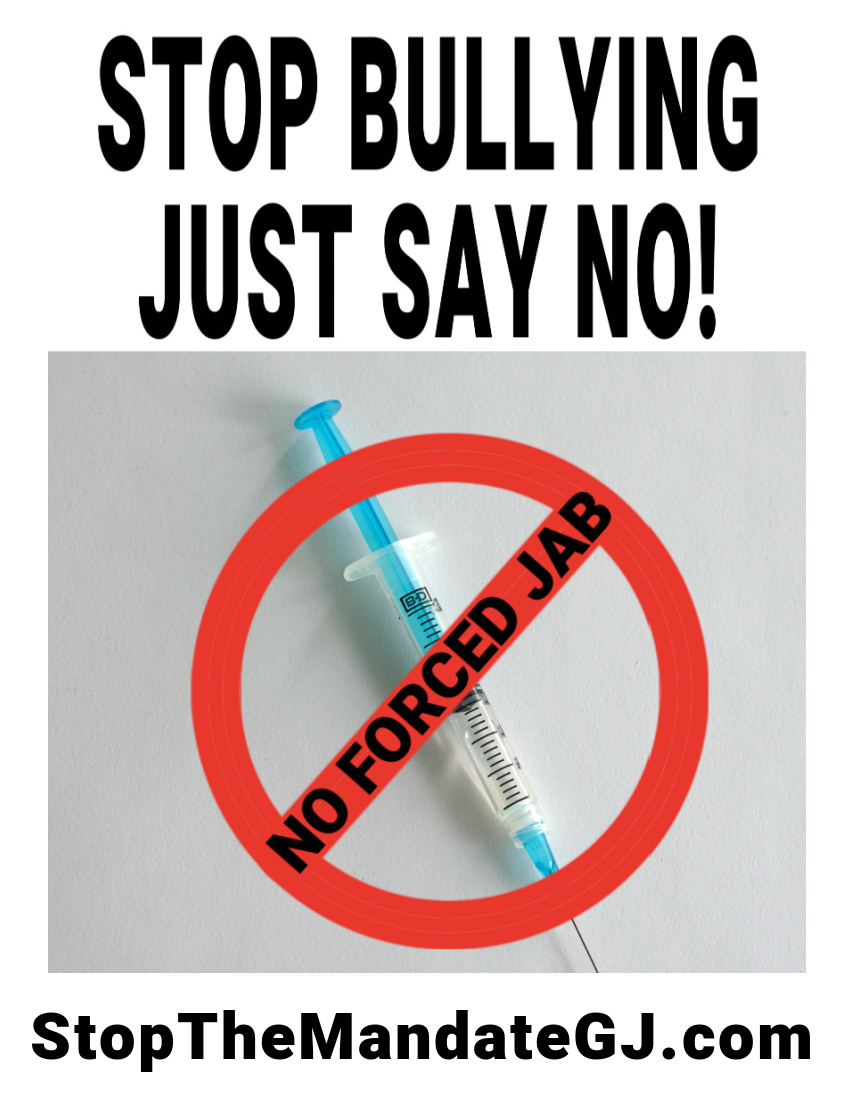 STOP BULLYING
JUST SAY NO!
B-D
NO FORCED JAB
StopTheMandateGJ.com